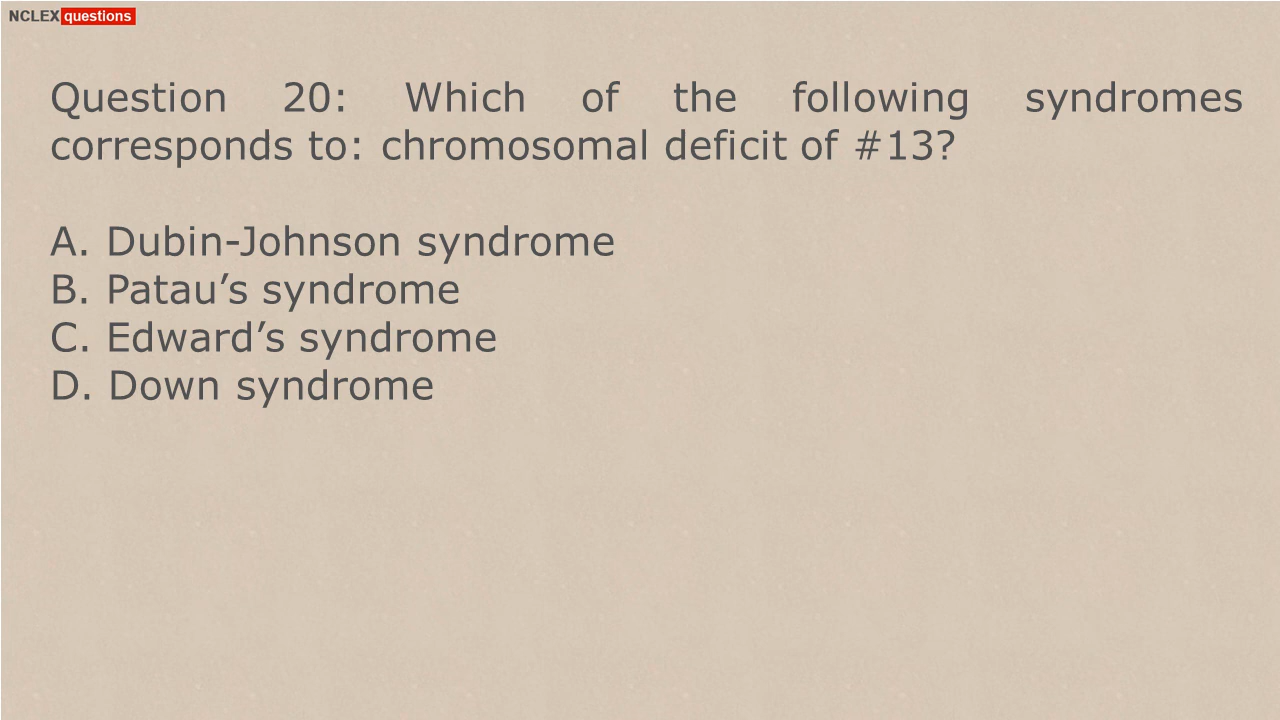 NCLEX questions
Question 20: Which of the following syndromes
corresponds to: chromosomal deficit of #13?
A. Dubin-Johnson syndrome
B. Patau’s syndrome
C. Edward’s syndrome
D. Down syndrome